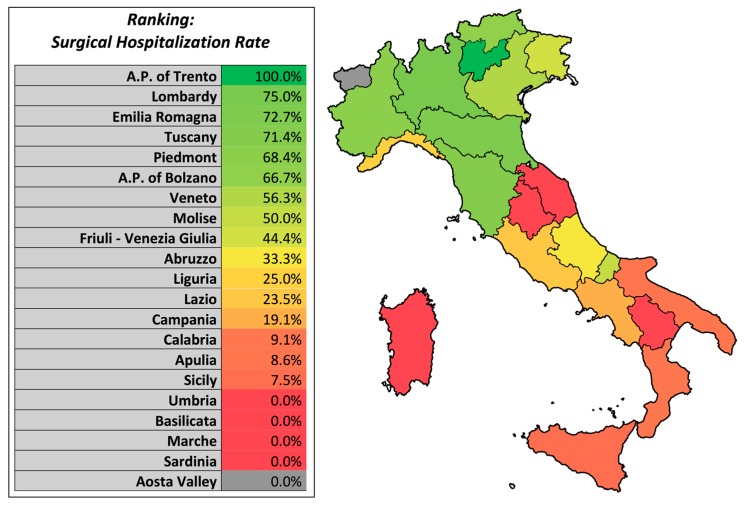 Ranking:
Surgical Hospitalization Rate
A.P. of Trento 100.0%
Lombardy 75.0%
Emilia Romagna 72.7%
Tuscany 71.4%
Piedmont 68.4%
A.P. of Bolzano 66.7%
Veneto 56.3%
Molise 50.0%
Friuli - Venezia Giulia 44.4%
Abruzzo 33.3%
Liguria 25.0%
Lazio 23.5%
Campania 19.1%
Calabria 9.1%
Apulia 8.6%
Sicily 7.5%
Umbria 0.0%
Basilicata 0.0%
Marche 0.0%
Sardinia 0.0%
Aosta Valley 0.0%